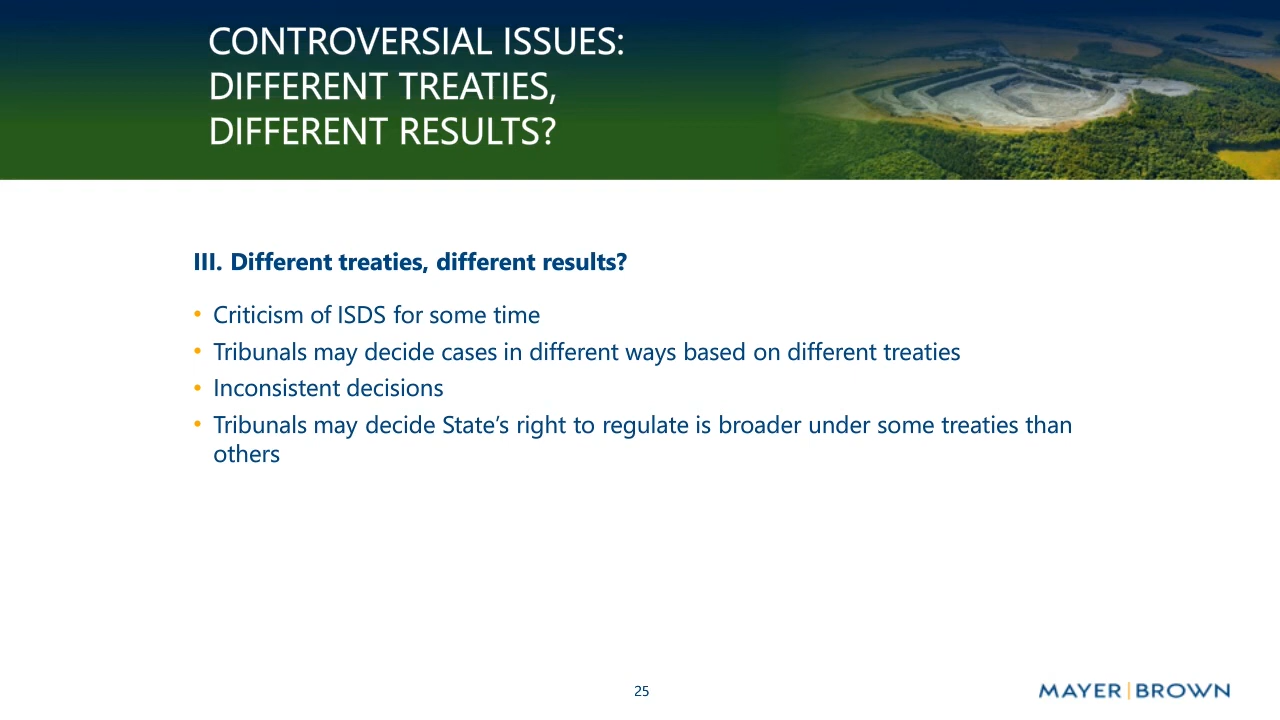 CONTROVERSIAL ISSUES:
DIFFERENT TREATIES,
DIFFERENT RESULTS?
III. Different treaties, different results?
• Criticism of ISDS for some time
• Tribunals may decide cases in different ways based on different treaties
• Inconsistent decisions
• Tribunals may decide State’s right to regulate is broader under some treaties than
others
25
MAYER|BROWN